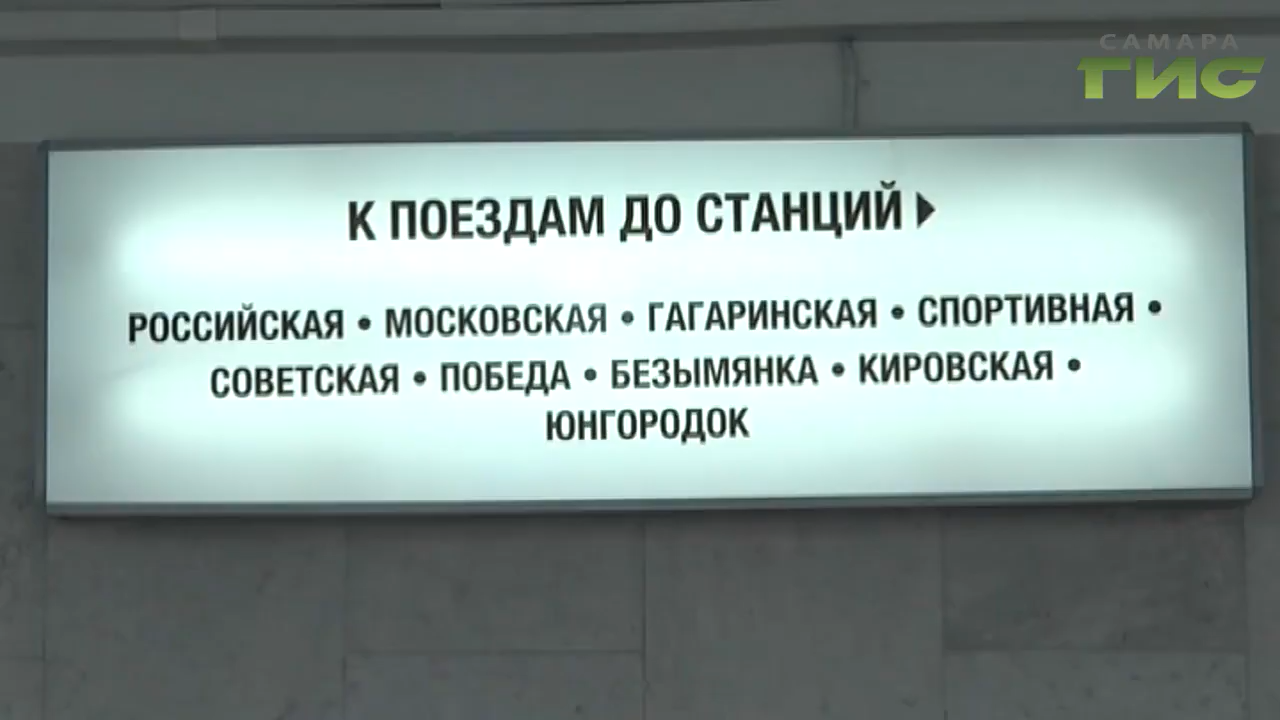 САМАРА
ГИС
К ПОЕЗДАМ ДО СТАНЦИЙ ▶
РОССИЙСКАЯ • МОСКОВСКАЯ • ГАГАРИНСКАЯ • СПОРТИВНАЯ •
СОВЕТСКАЯ • ПОБЕДА • БЕЗЫМЯНКА • КИРОВСКАЯ •
ЮНГОРОДОК